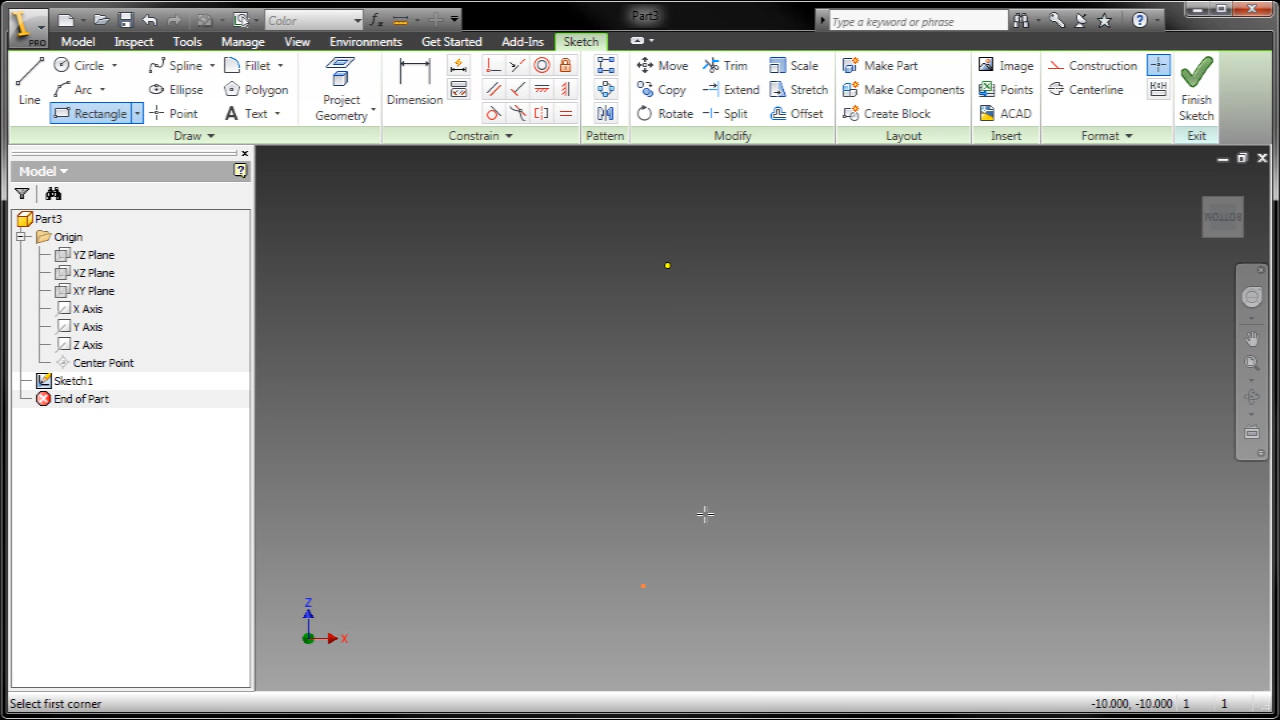 Color
Part3
Type a keyword or phrase
PRO
Model Inspect Tools Manage View Environments Get Started Add-Ins Sketch
Line
Circle Spline Fillet
Arc Ellipse Polygon
Rectangle Point Text
Project Geometry
Dimension
Move Trim Scale
Copy Extend Stretch
Rotate Split Offset
Make Part
Make Components
Create Block
Image
Points
ACAD
Construction
Centerline
Finish Sketch
Draw Constrain Pattern Modify Layout Insert Format Exit
Model
Part3
Origin
YZ Plane
XZ Plane
XY Plane
X Axis
Y Axis
Z Axis
Center Point
Sketch1
End of Part
BOTTOM
Z
X
Select first corner
-10.000, -10.000 1 1